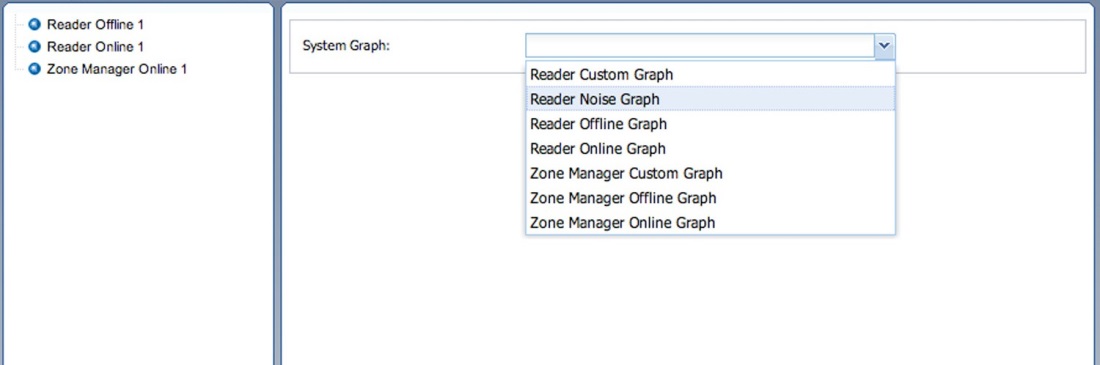 Reader Offline 1
Reader Online 1
Zone Manager Online 1
System Graph:
Reader Custom Graph
Reader Noise Graph
Reader Offline Graph
Reader Online Graph
Zone Manager Custom Graph
Zone Manager Offline Graph
Zone Manager Online Graph